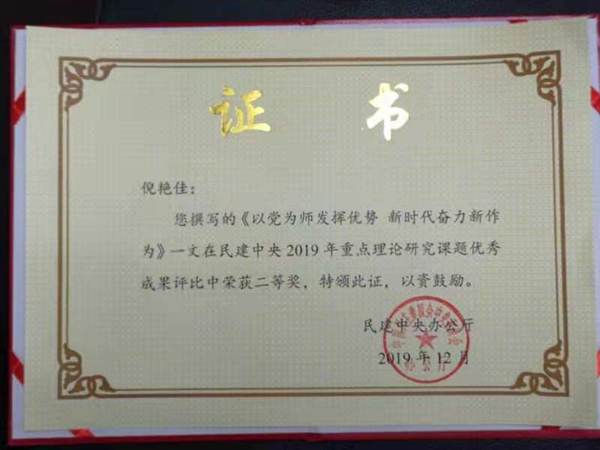 证书
倪艳佳：
您撰写的《以党为师发挥优势 新时代奋力新作
为》一文在民建中央2019年重点理论研究课题优秀
成果评比中荣获二等奖，特颁此证，以资鼓励。
民建中央办公厅
2019年12月
办公厅